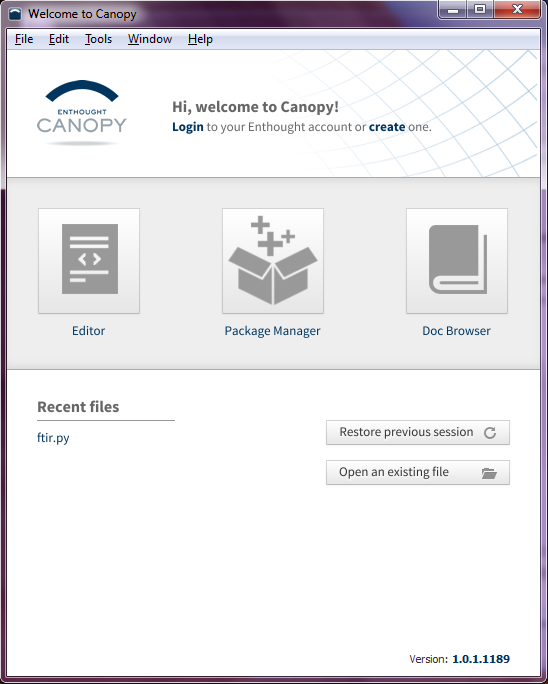 Welcome to Canopy
File Edit Tools Window Help
ENTHOUGHT
CANOPY
Hi, welcome to Canopy!
Login to your Enthought account or create one.
Editor
Package Manager
Doc Browser
Recent files
ftir.py
Restore previous session
Open an existing file
Version: 1.0.1.1189